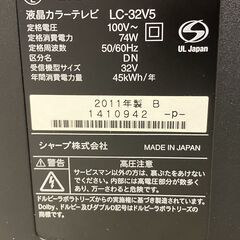 液晶カラーテレビ LC-32V5
定格電圧 100V~
定格消費電力 74W
定格周波数 50/60Hz
区分名 DN
受信機型サイズ 32V
年間消費電力量 45kWh/年
UL Japan
2011年製 B
1410942 -P-
シャープ株式会社 MADE IN JAPAN
高圧注意
サービスマン以外の方は、裏ぶたをあけないでください。
内部には高電圧部分が数多くあり、万一さわると危険です。
ドルビーラボラトリーズからの実施権に基づき製造されています。
ドルビー及びダブルD記号はドルビーラボラトリ